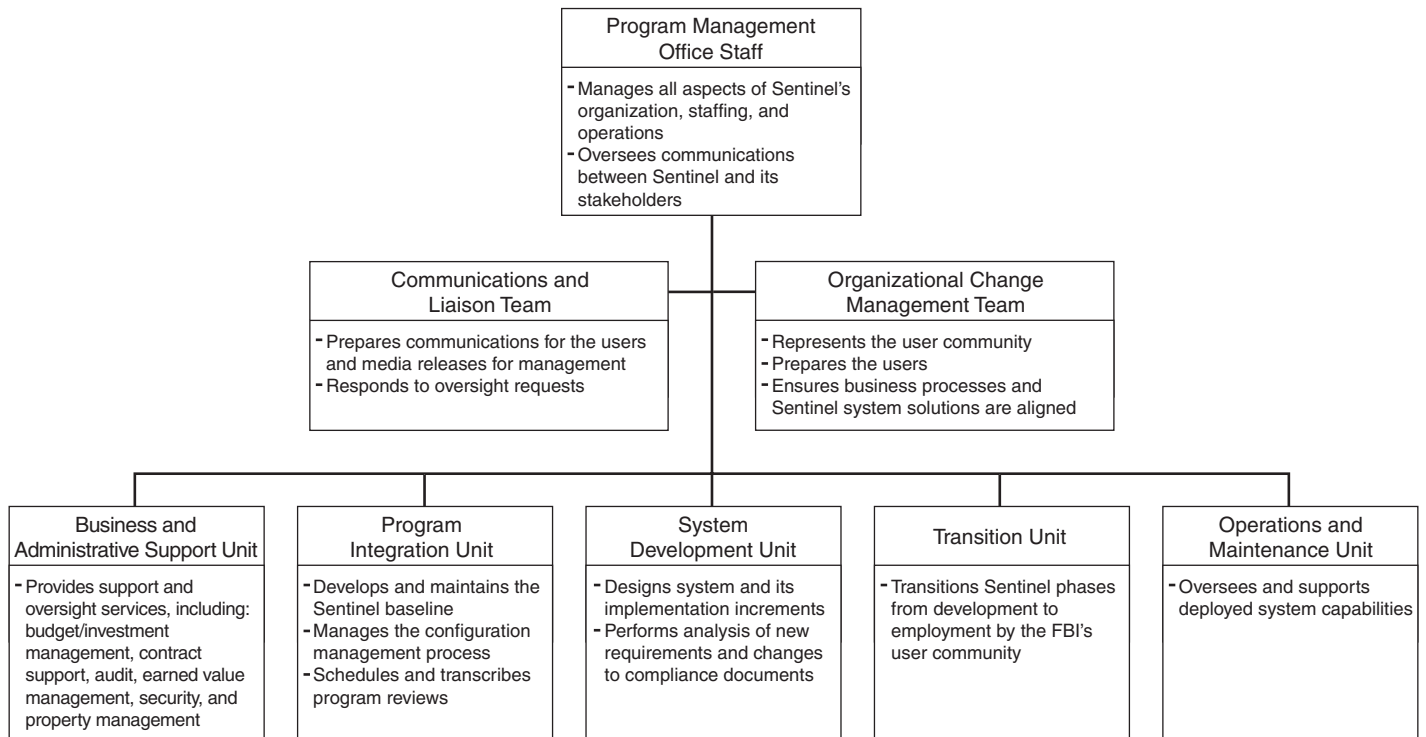 Program Management
Office Staff
- Manages all aspects of Sentinel's
organization, staffing, and
operations
- Oversees communications
between Sentinel and its
stakeholders
Communications and
Liaison Team
- Prepares communications for the users
and media releases for management
- Responds to oversight requests
Organizational Change
Management Team
- Represents the user community
- Prepares the users
- Ensures business processes and
Sentinel system solutions are aligned
Business and
Administrative Support Unit
- Provides support and
oversight services, including:
budget/investment
management, contract
support, audit, earned value
management, security, and
property management
Program
Integration Unit
- Develops and maintains the
Sentinel baseline
- Manages the configuration
management process
- Schedules and transcribes
program reviews
System
Development Unit
- Designs system and its
implementation increments
- Performs analysis of new
requirements and changes
to compliance documents
Transition Unit
- Transitions Sentinel phases
from development to
employment by the FBI's
user community
Operations and
Maintenance Unit
- Oversees and supports
deployed system capabilities